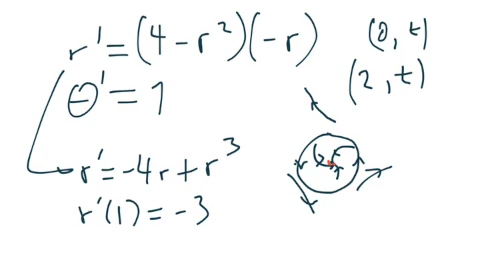 r' = (4 - r²)(-r)
θ' = 1
(0, t)
(2, t)
r' = -4r + r³
r'(1) = -3